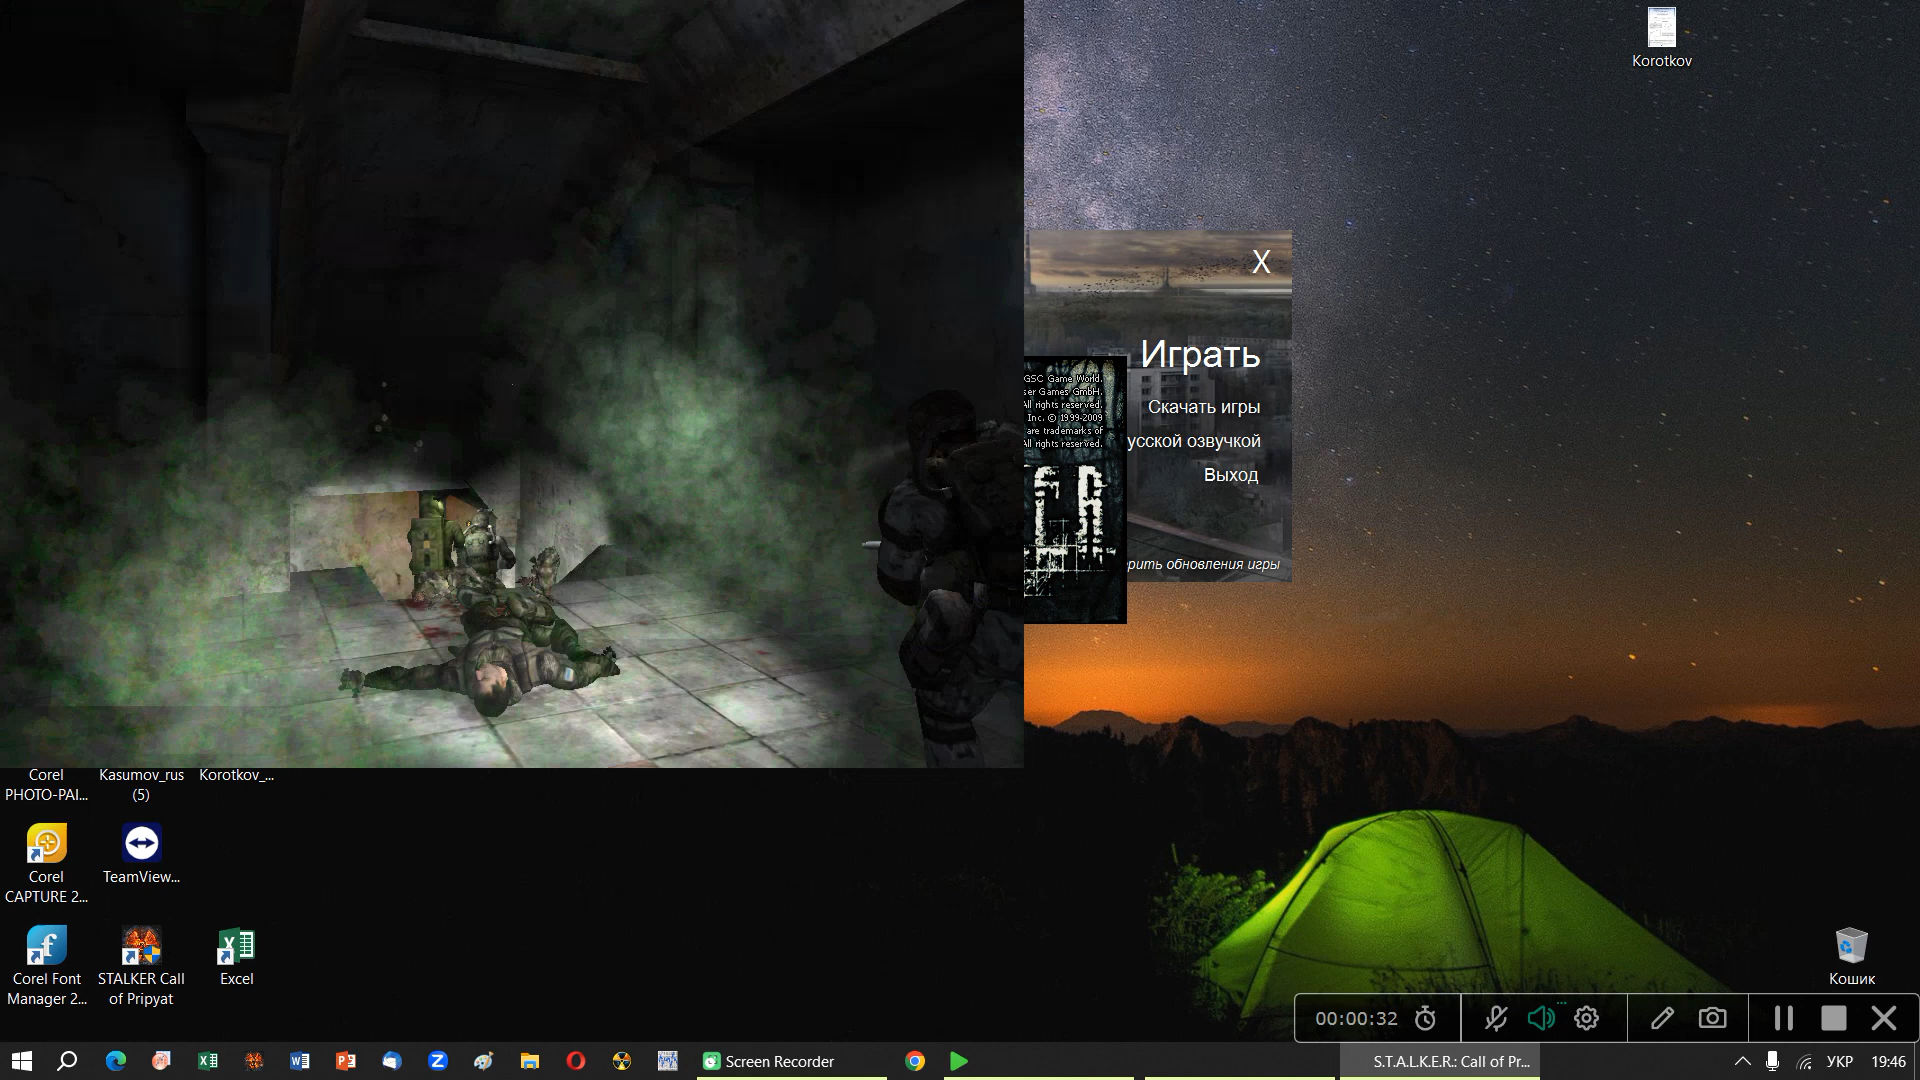 Korotkov
X
Играть
Скачать игры
усской озвучкой
Выход
рить обновления игры
GSC Game World.
ser Games GmbH.
All rights reserved.
Inc. © 1999-2009
are trademarks of
All rights reserved.
Corel
PHOTO-PAI...
Kasumov_rus
(5)
Korotkov_...
Corel
CAPTURE 2...
TeamView...
Corel Font
Manager 2...
STALKER Call
of Pripyat
Excel
Кошик
00:00:32
Screen Recorder
S.T.A.L.K.E.R.: Call of Pr...
УКР
19:46